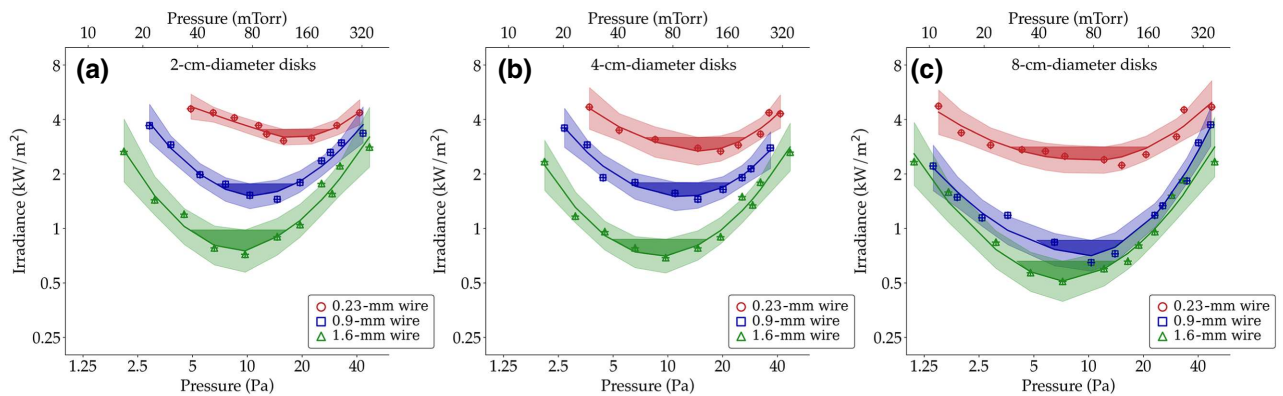 Pressure (mTorr)
10 20 40 80 160 320
(a)
2-cm-diameter disks
Irradiance (kW/m²)
8
4
2
1
0.5
0.25
0.23-mm wire
0.9-mm wire
1.6-mm wire
1.25 2.5 5 10 20 40
Pressure (Pa)
Pressure (mTorr)
10 20 40 80 160 320
(b)
4-cm-diameter disks
Irradiance (kW/m²)
8
4
2
1
0.5
0.25
0.23-mm wire
0.9-mm wire
1.6-mm wire
1.25 2.5 5 10 20 40
Pressure (Pa)
Pressure (mTorr)
10 20 40 80 160 320
(c)
8-cm-diameter disks
Irradiance (kW/m²)
8
4
2
1
0.5
0.25
0.23-mm wire
0.9-mm wire
1.6-mm wire
1.25 2.5 5 10 20 40
Pressure (Pa)